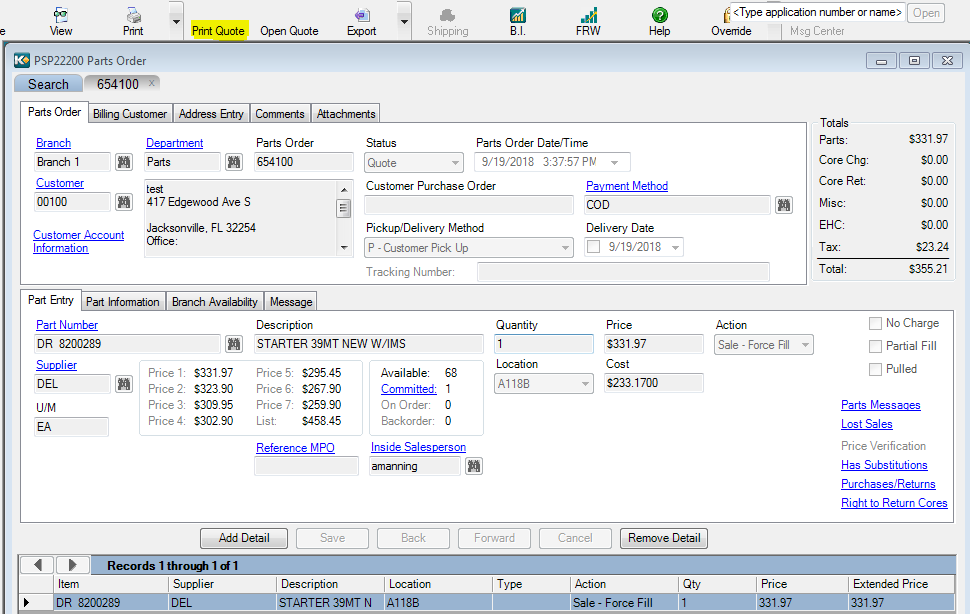 View Print Print Quote Open Quote Export Shipping B.I. FRW Help Override <Type application number or name> Open
Msg Center
PSP22200 Parts Order
Search 654100 x
Parts Order Billing Customer Address Entry Comments Attachments
Branch Department Parts Order Status Parts Order Date/Time
Branch 1 Parts 654100 Quote 9/19/2018 3:37:57 PM
Customer Customer Purchase Order Payment Method
00100 test COD
417 Edgewood Ave S
Jacksonville, FL 32254
Office:
Customer Account
Information
Pickup/Delivery Method Delivery Date
P - Customer Pick Up 9/19/2018
Tracking Number:
Totals
Parts: $331.97
Core Chg: $0.00
Core Ret: $0.00
Misc: $0.00
EHC: $0.00
Tax: $23.24
Total: $355.21
Part Entry Part Information Branch Availability Message
Part Number Description Quantity Price Action
DR 8200289 STARTER 39MT NEW W/IMS 1 $331.97 Sale - Force Fill
Supplier Location Cost
DEL A118B $233.1700
U/M
EA
Price 1: $331.97 Price 5: $295.45
Price 2: $323.90 Price 6: $267.90
Price 3: $309.95 Price 7: $259.90
Price 4: $302.90 List: $458.45
Available: 68
Committed: 1
On Order: 0
Backorder: 0
Reference MPO Inside Salesperson
amanning
No Charge
Partial Fill
Pulled
Parts Messages
Lost Sales
Price Verification
Has Substitutions
Purchases/Returns
Right to Return Cores
Add Detail Save Back Forward Cancel Remove Detail
Records 1 through 1 of 1
Item Supplier Description Location Type Action Qty Price Extended Price
DR 8200289 DEL STARTER 39MT N A118B Sale - Force Fill 1 331.97 331.97